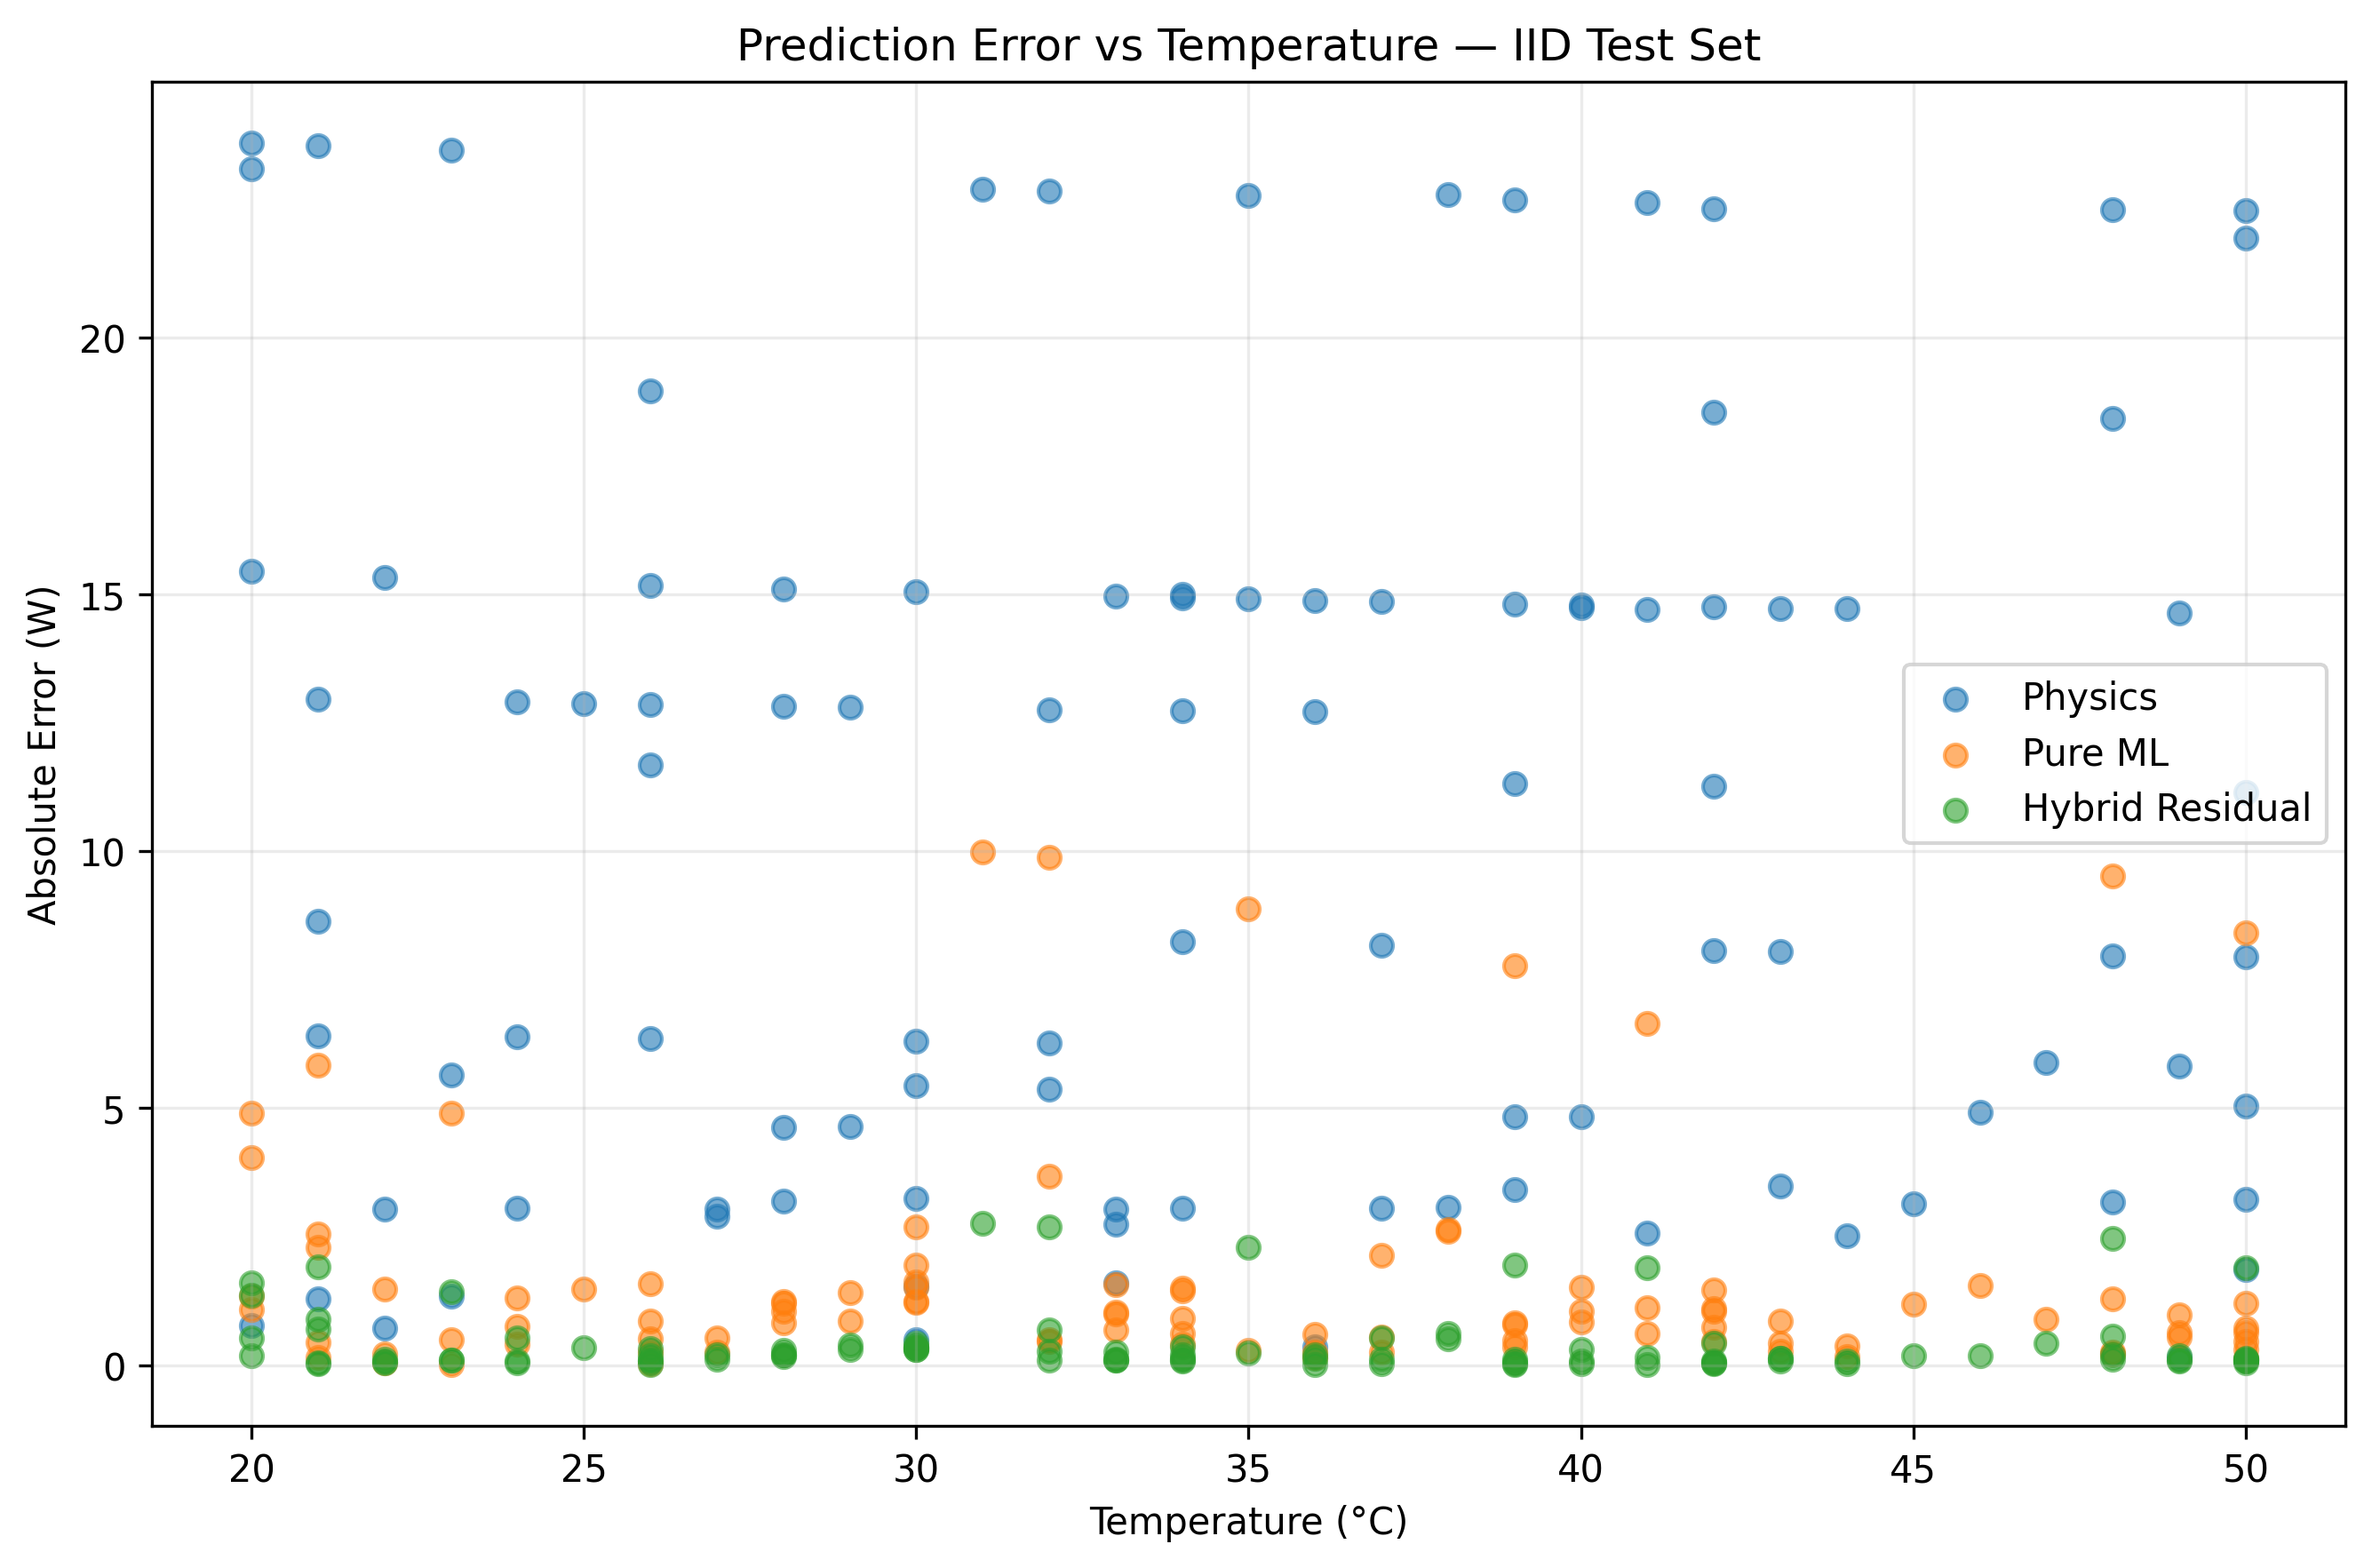 Prediction Error vs Temperature — IID Test Set
Absolute Error (W)
20
15
10
5
0
Physics
Pure ML
Hybrid Residual
20 25 30 35 40 45 50
Temperature (°C)